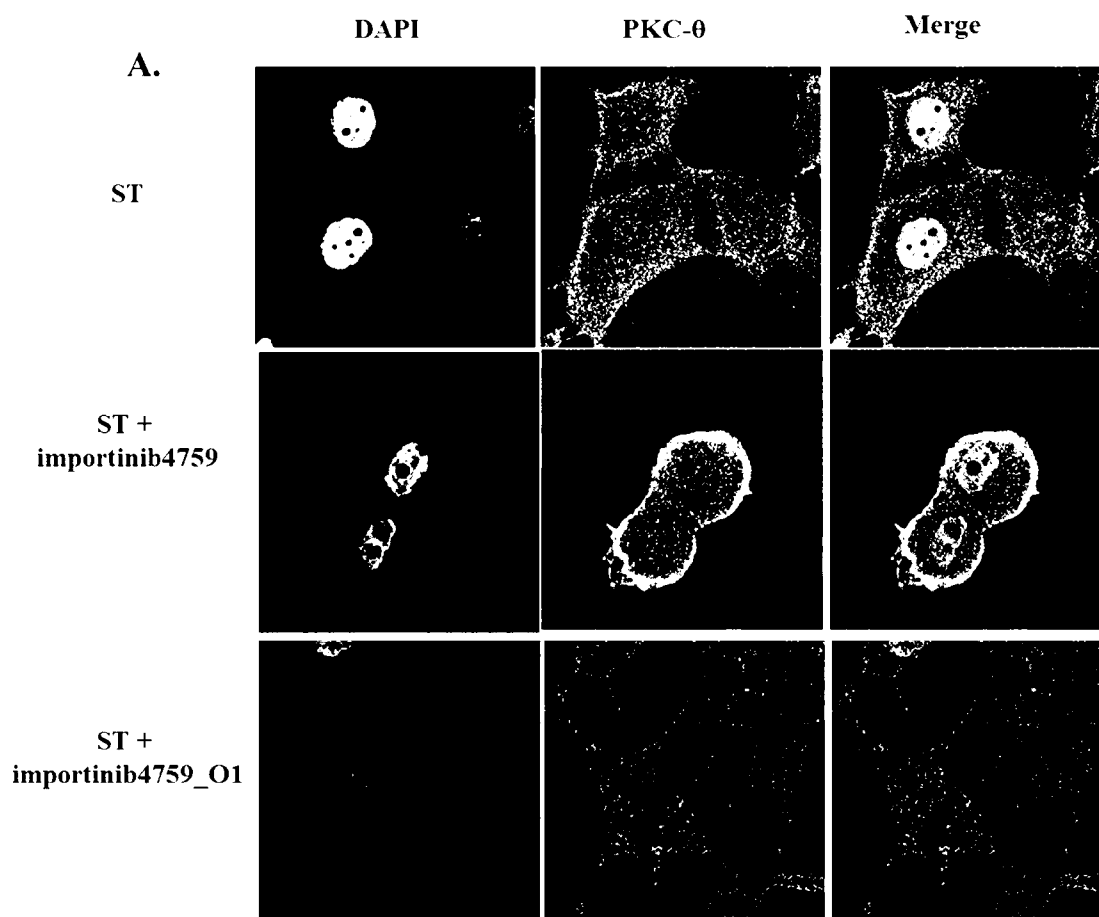 DAPI PKC-θ Merge
A.
ST
ST +
importinib4759
ST +
importinib4759_O1